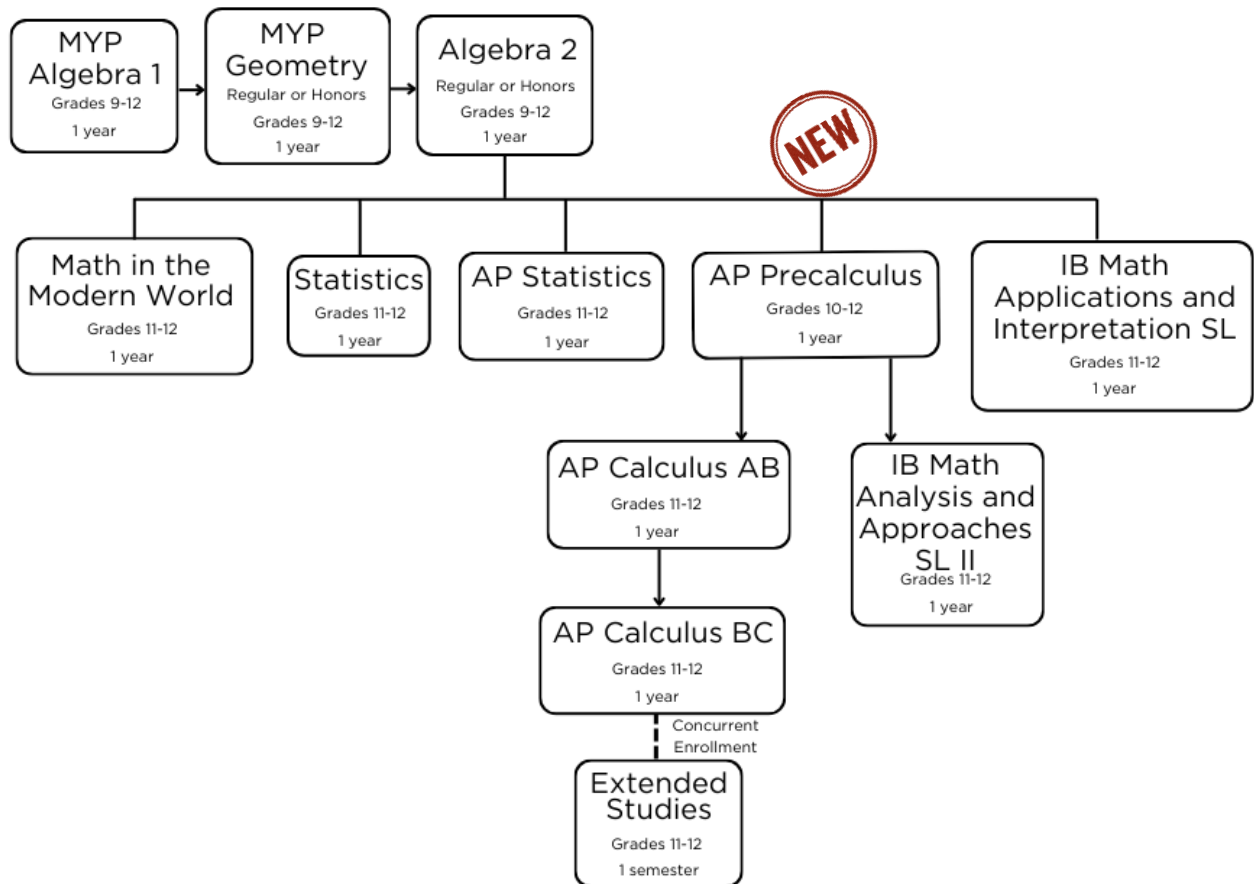 MYP
Algebra 1
Grades 9-12
1 year
MYP
Geometry
Regular or Honors
Grades 9-12
1 year
Algebra 2
Regular or Honors
Grades 9-12
1 year
NEW
Math in the
Modern World
Grades 11-12
1 year
Statistics
Grades 11-12
1 year
AP Statistics
Grades 11-12
1 year
AP Precalculus
Grades 10-12
1 year
IB Math
Applications and
Interpretation SL
Grades 11-12
1 year
AP Calculus AB
Grades 11-12
1 year
IB Math
Analysis and
Approaches
SL II
Grades 11-12
1 year
AP Calculus BC
Grades 11-12
1 year
Concurrent
Enrollment
Extended
Studies
Grades 11-12
1 semester